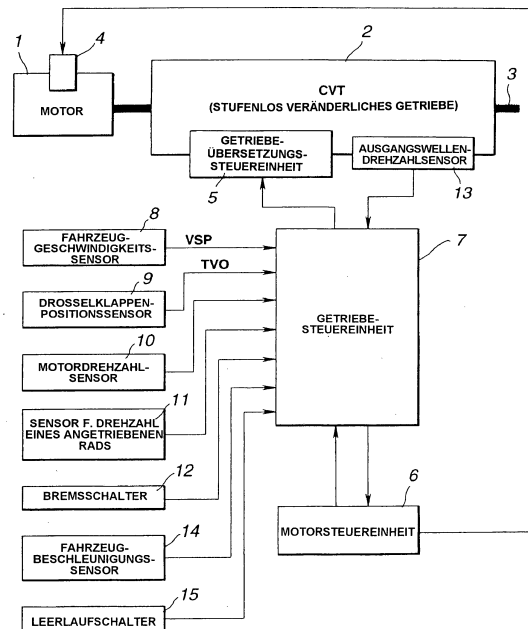 1
4
2
MOTOR
CVT
(STUFENLOS VERÄNDERLICHES GETRIEBE)
3
GETRIEBE-
ÜBERSETZUNGS-
STEUEREINHEIT
5
AUSGANGSWELLEN-
DREHZAHLSENSOR
13
8
FAHRZEUG-
GESCHWINDIGKEITS-
SENSOR
VSP
7
9
TVO
DROSSELKLAPPEN-
POSITIONSSENSOR
GETRIEBE-
STEUEREINHEIT
10
MOTORDREHZAHL-
SENSOR
11
SENSOR F. DREHZAHL
EINES ANGETRIEBENEN
RADS
12
BREMSSCHALTER
6
MOTORSTEUEREINHEIT
14
FAHRZEUG-
BESCHLEUNIGUNGS-
SENSOR
15
LEERLAUFSCHALTER